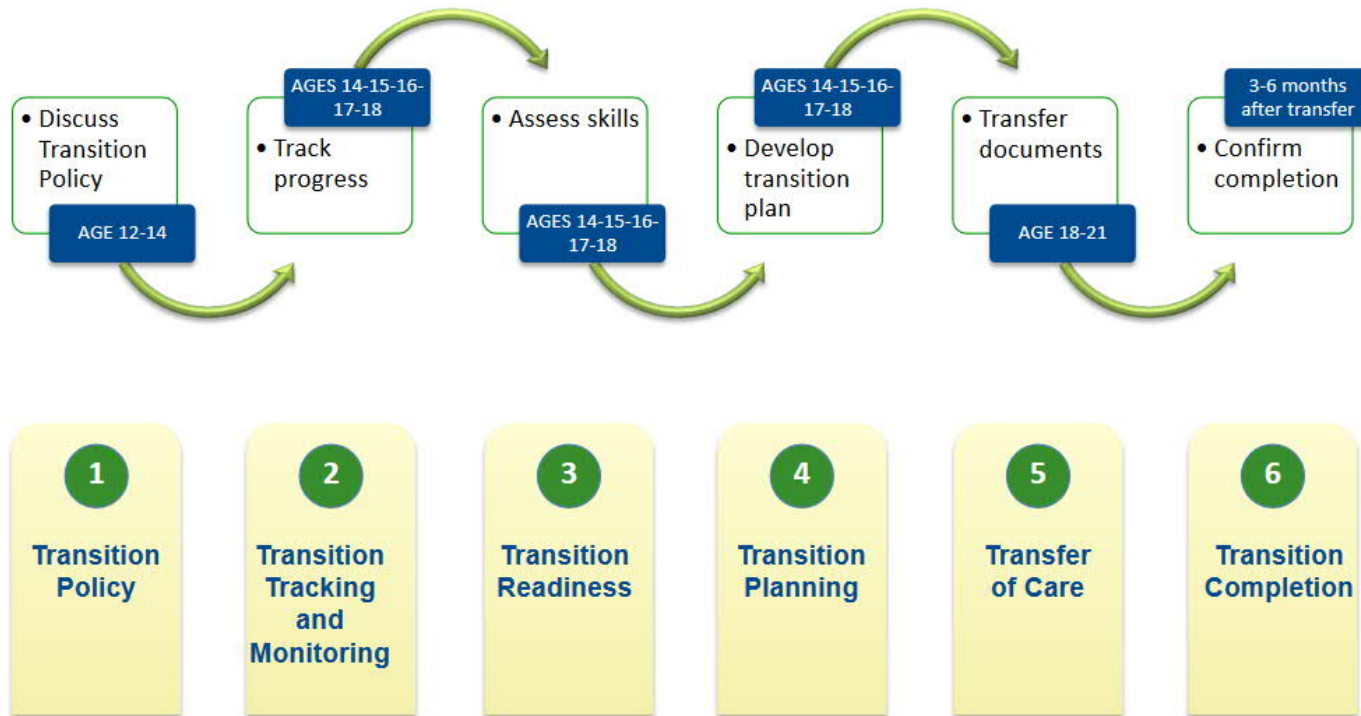 • Discuss
Transition
Policy
AGE 12-14
AGES 14-15-16-
17-18
• Track
progress
• Assess skills
AGES 14-15-16-
17-18
AGES 14-15-16-
17-18
• Develop
transition
plan
• Transfer
documents
AGE 18-21
3-6 months
after transfer
• Confirm
completion
1
Transition
Policy
2
Transition
Tracking
and
Monitoring
3
Transition
Readiness
4
Transition
Planning
5
Transfer
of Care
6
Transition
Completion